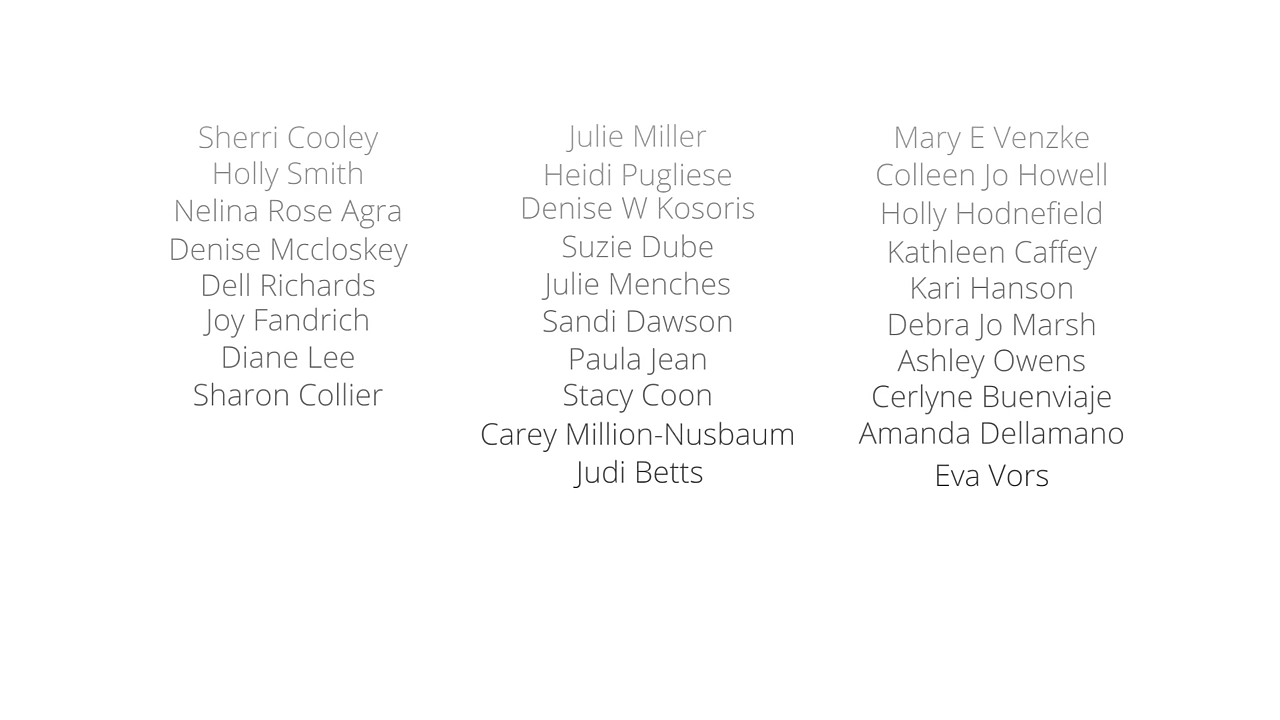 Sherri Cooley
Holly Smith
Nelina Rose Agra
Denise Mccloskey
Dell Richards
Joy Fandrich
Diane Lee
Sharon Collier
Julie Miller
Heidi Pugliese
Denise W Kosoris
Suzie Dube
Julie Menches
Sandi Dawson
Paula Jean
Stacy Coon
Carey Million-Nusbaum
Judi Betts
Mary E Venzke
Colleen Jo Howell
Holly Hodnefield
Kathleen Caffey
Kari Hanson
Debra Jo Marsh
Ashley Owens
Cerlyne Buenviaje
Amanda Dellamano
Eva Vors